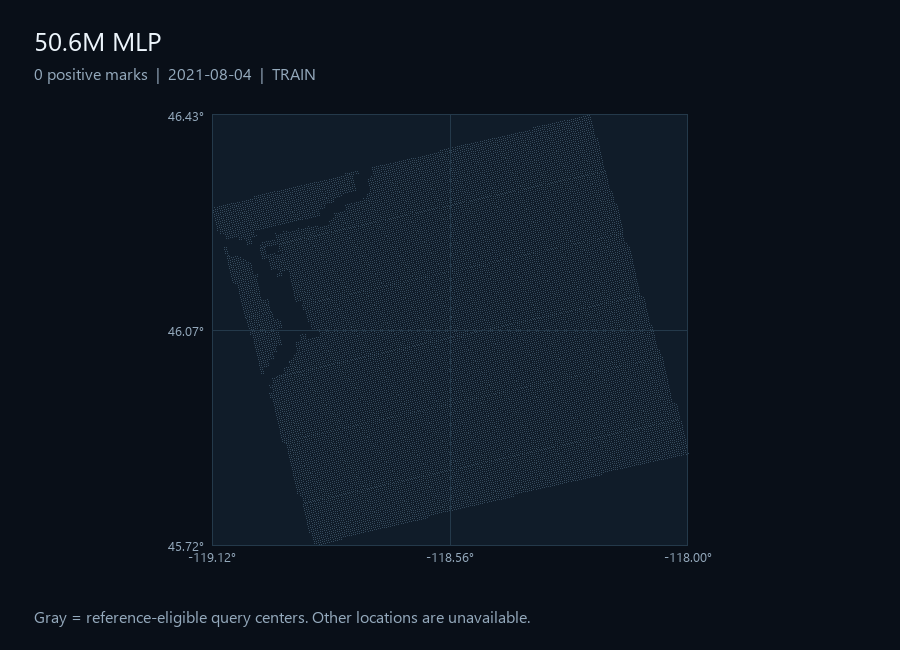 50.6M MLP
0 positive marks | 2021-08-04 | TRAIN
46.43°
46.07°
45.72°
-119.12° -118.56° -118.00°
Gray = reference-eligible query centers. Other locations are unavailable.